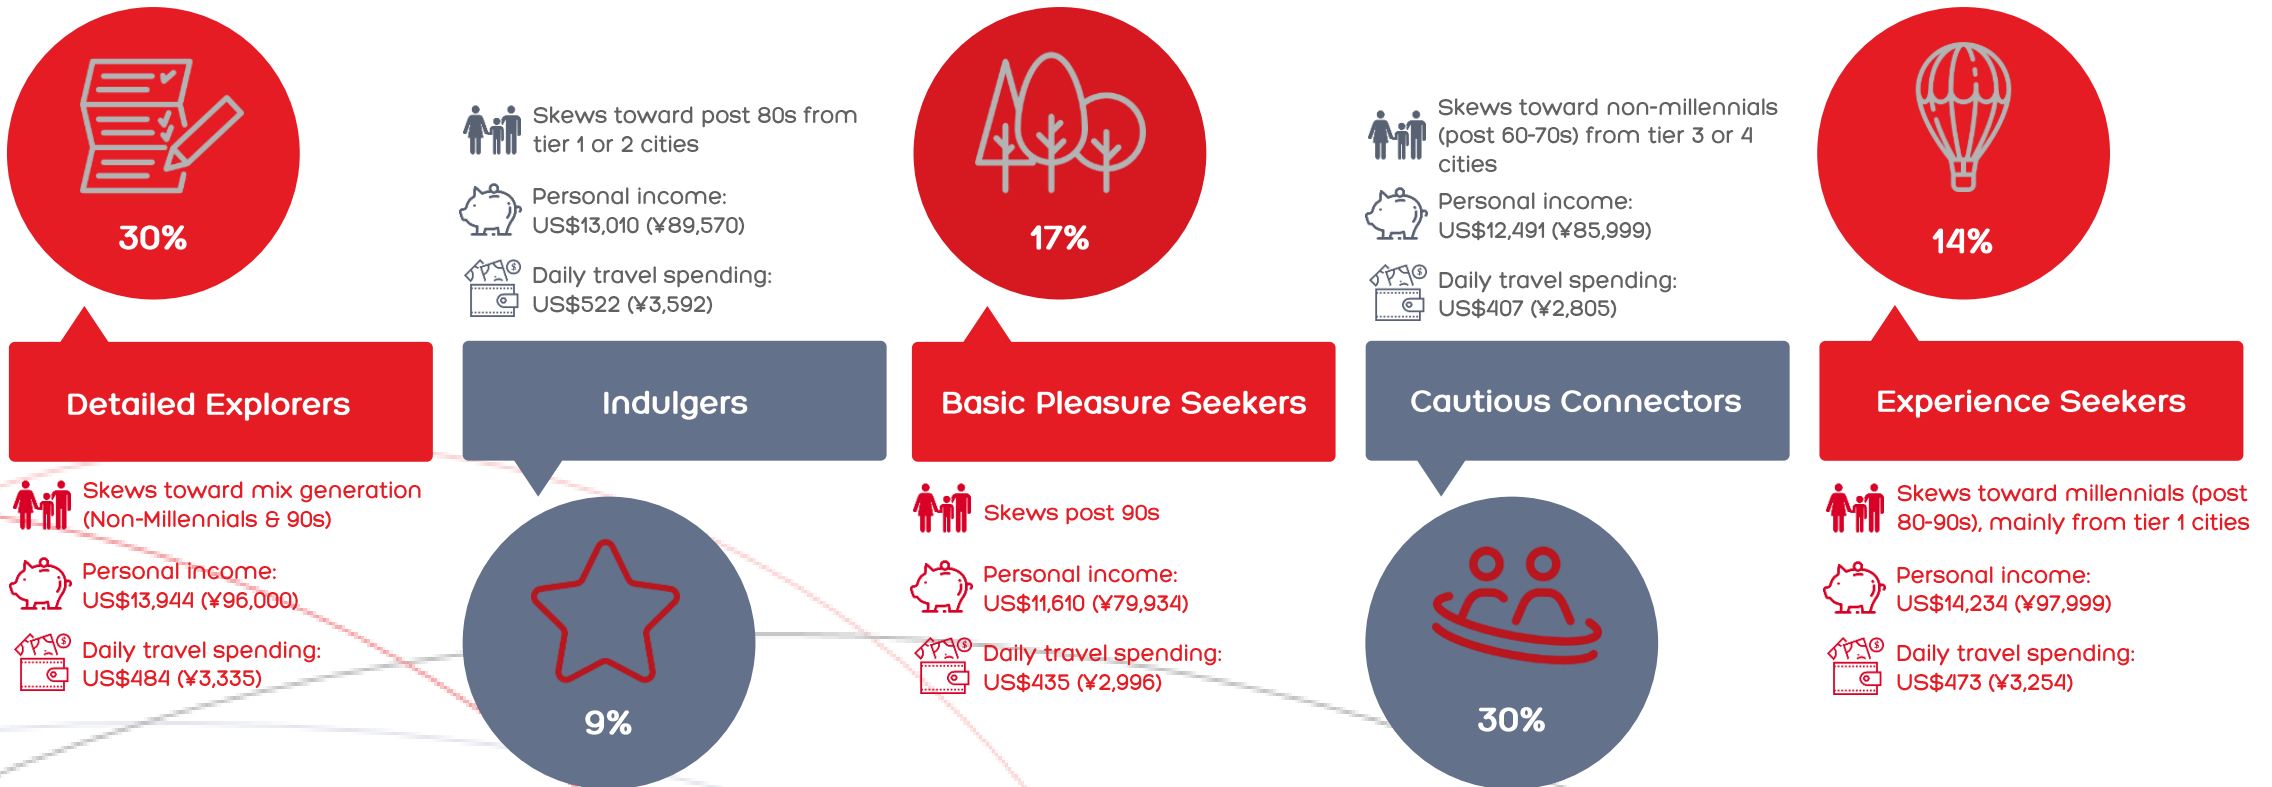 30%
Detailed Explorers
Skews toward mix generation
(Non-Millennials & 90s)
Personal income:
US$13,944 (¥96,000)
Daily travel spending:
US$484 (¥3,335)
Skews toward post 80s from
tier 1 or 2 cities
Personal income:
US$13,010 (¥89,570)
Daily travel spending:
US$522 (¥3,592)
Indulgers
9%
17%
Basic Pleasure Seekers
Skews post 90s
Personal income:
US$11,610 (¥79,934)
Daily travel spending:
US$435 (¥2,996)
Skews toward non-millennials
(post 60-70s) from tier 3 or 4
cities
Personal income:
US$12,491 (¥85,999)
Daily travel spending:
US$407 (¥2,805)
Cautious Connectors
30%
14%
Experience Seekers
Skews toward millennials (post
80-90s), mainly from tier 1 cities
Personal income:
US$14,234 (¥97,999)
Daily travel spending:
US$473 (¥3,254)